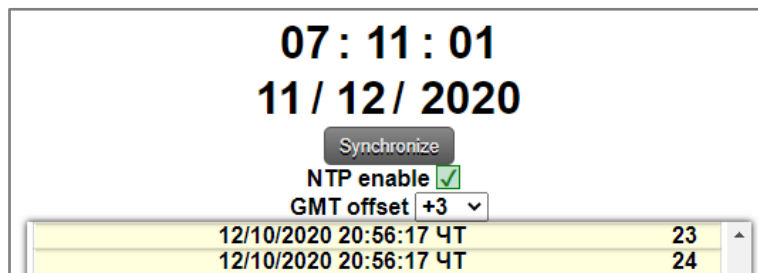 07 : 11 : 01
11 / 12 / 2020
Synchronize
NTP enable
GMT offset +3
12/10/2020 20:56:17 ЧТ 23
12/10/2020 20:56:17 ЧТ 24